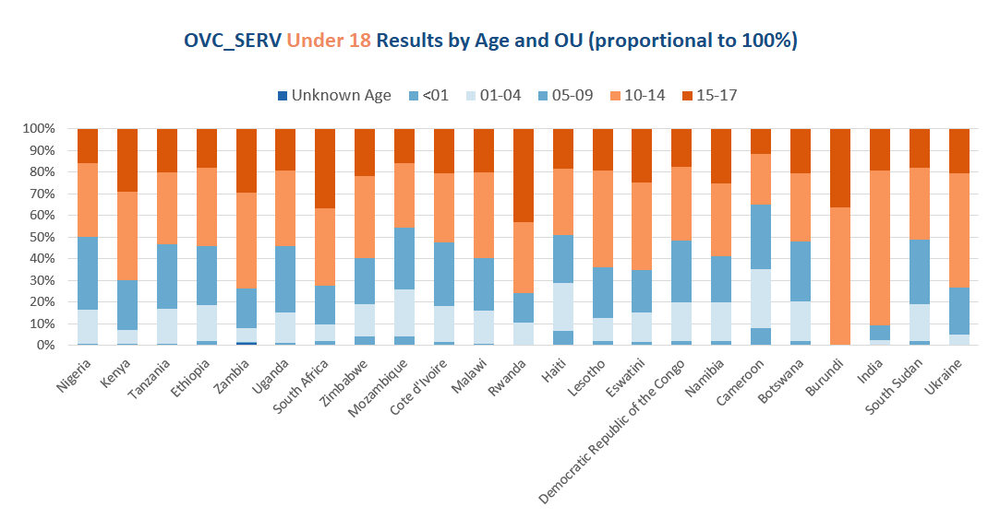 OVC_SERV Under 18 Results by Age and OU (proportional to 100%)
Unknown Age <01 01-04 05-09 10-14 15-17
100%
90%
80%
70%
60%
50%
40%
30%
20%
10%
0%
Nigeria
Kenya
Tanzania
Ethiopia
Zambia
Uganda
South Africa
Zimbabwe
Mozambique
Cote d'Ivoire
Malawi
Rwanda
Haiti
Lesotho
Eswatini
Democratic Republic of the Congo
Namibia
Cameroon
Botswana
Burundi
India
South Sudan
Ukraine